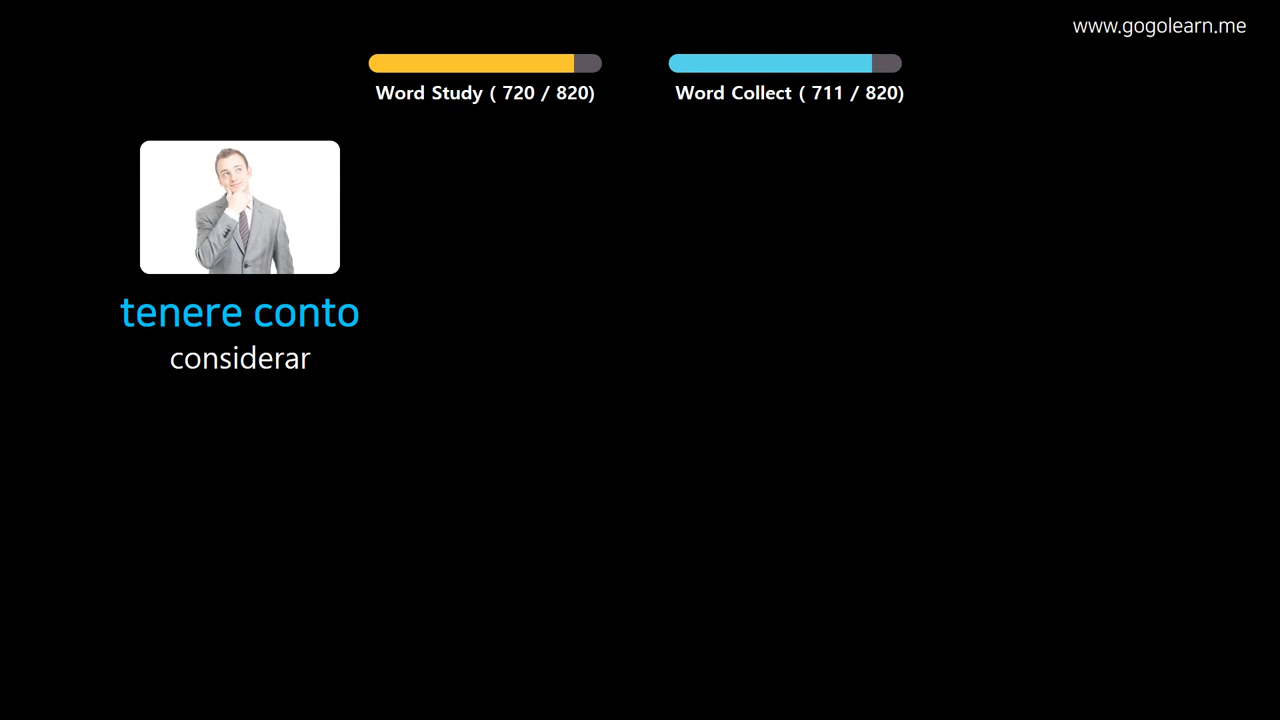 www.gogolearn.me
Word Study ( 720 / 820)
Word Collect ( 711 / 820)
tenere conto
considerar